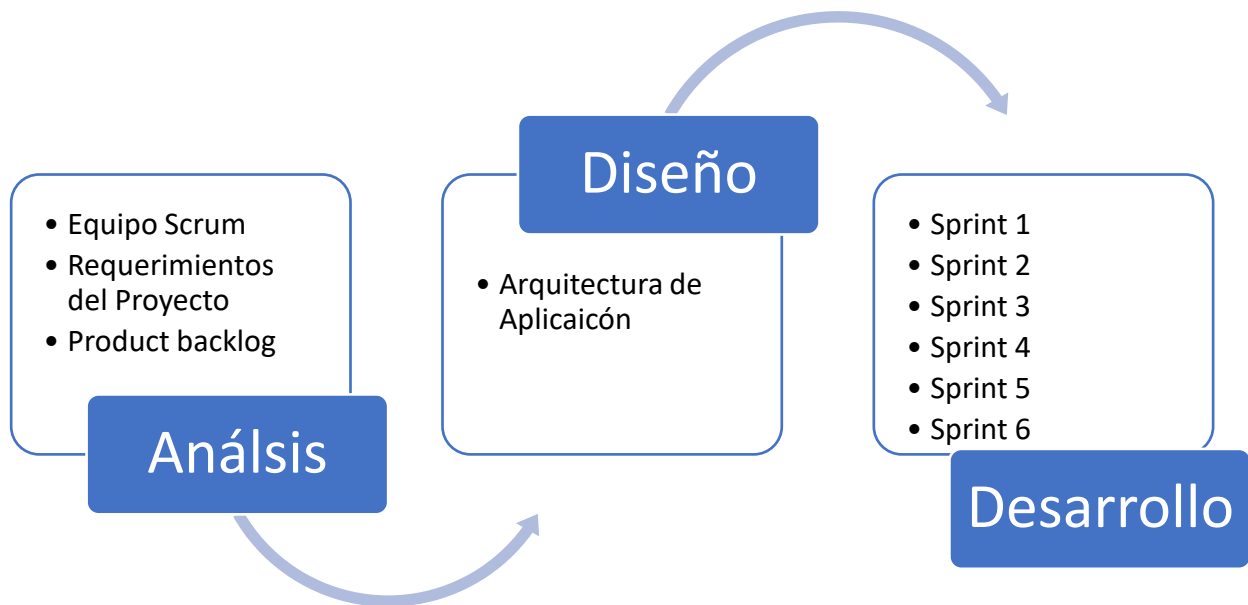 • Equipo Scrum
• Requerimientos
del Proyecto
• Product backlog
Análsis
Diseño
• Arquitectura de
Aplicaicón
• Sprint 1
• Sprint 2
• Sprint 3
• Sprint 4
• Sprint 5
• Sprint 6
Desarrollo